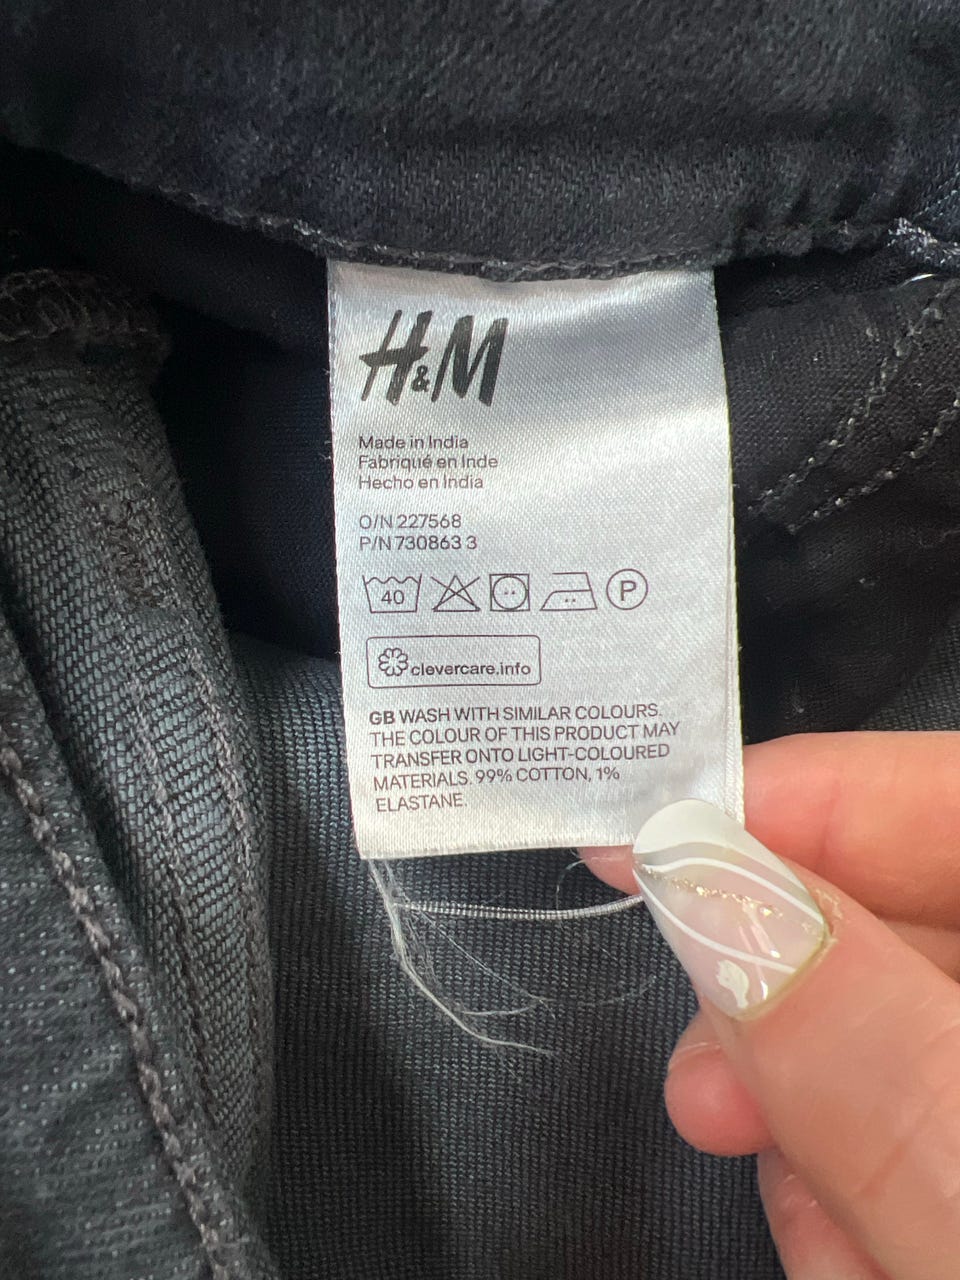 H&M
Made in India
Fabriqué en Inde
Hecho en India
O/N 227568
P/N 730863 3
40 P
clevercare.info
GB WASH WITH SIMILAR COLOURS.
THE COLOUR OF THIS PRODUCT MAY
TRANSFER ONTO LIGHT-COLOURED
MATERIALS. 99% COTTON, 1%
ELASTANE.